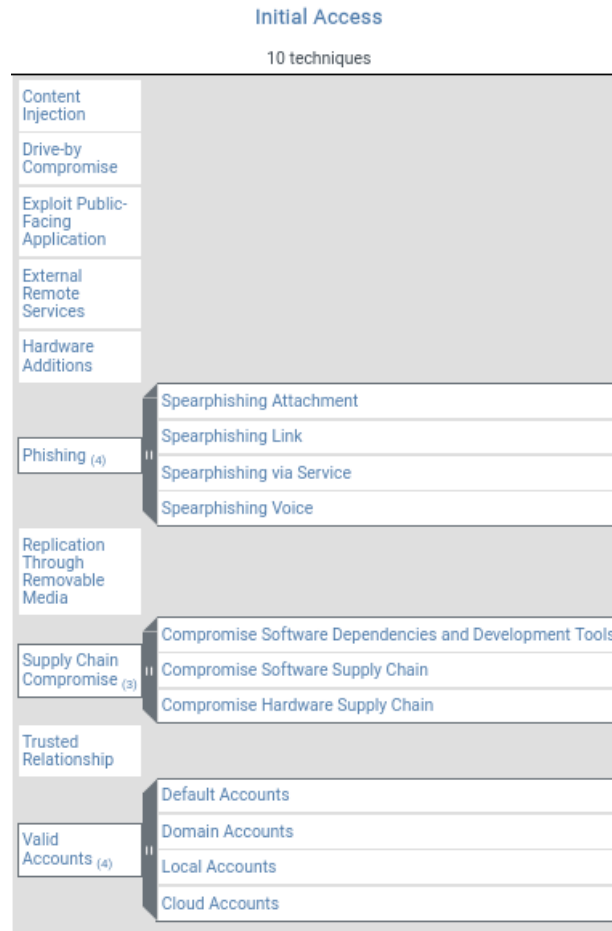 Initial Access
10 techniques
Content
Injection
Drive-by
Compromise
Exploit Public-
Facing
Application
External
Remote
Services
Hardware
Additions
Phishing (4)
Spearphishing Attachment
Spearphishing Link
Spearphishing via Service
Spearphishing Voice
Replication
Through
Removable
Media
Supply Chain
Compromise (3)
Compromise Software Dependencies and Development Tools
Compromise Software Supply Chain
Compromise Hardware Supply Chain
Trusted
Relationship
Valid
Accounts (4)
Default Accounts
Domain Accounts
Local Accounts
Cloud Accounts